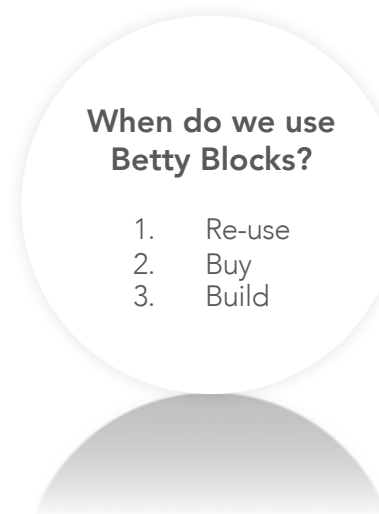 When do we use
Betty Blocks?
1. Re-use
2. Buy
3. Build